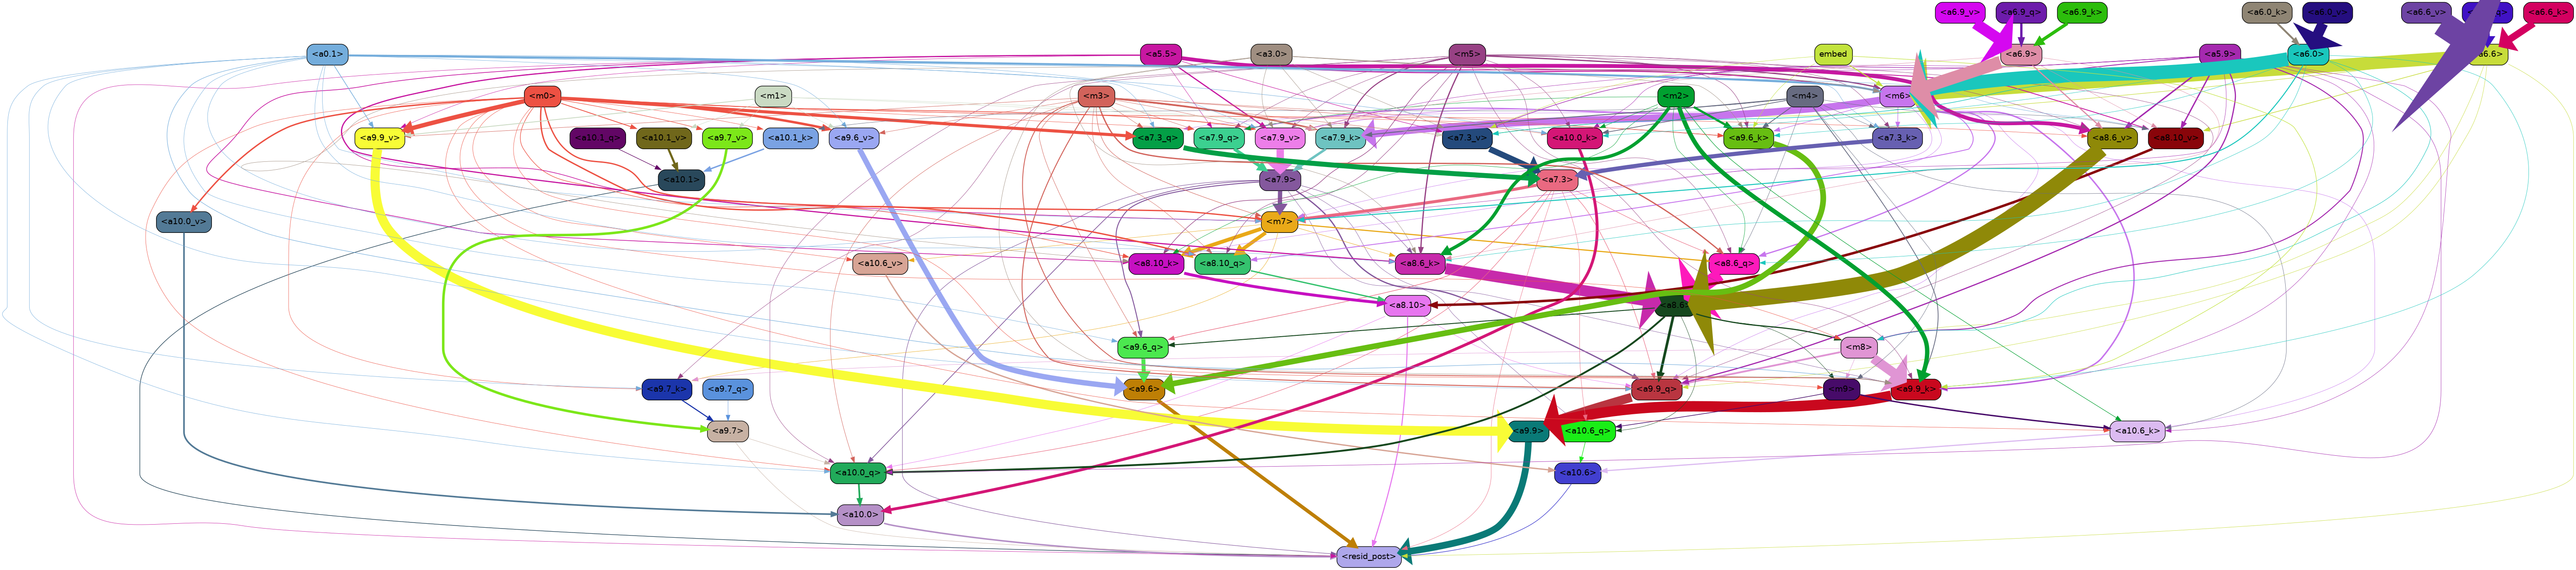 <a6.9_v> <a6.9_q> <a6.9_k> <a6.0_k> <a6.0_v> <a6.6_v> <a6.6_k>
<a0.1> <a5.5> <a3.0> <m5> embed <a6.9> <a5.9> <a6.0> <a6.6>
<m0> <m1> <m3> <m6> <m2> <m4>
<a9.9_v> <a10.1_q> <a10.1_v> <a9.7_v> <a10.1_k> <a9.6_v> <a7.3_q> <a7.9_q> <a7.9_v> <a7.9_k> <a7.3_v> <a10.0_k> <a9.6_k> <a7.3_k> <a8.6_v> <a8.10_v>
<a10.1> <a7.9> <a7.3>
<a10.0_v> <m7>
<a10.6_v> <a8.10_k> <a8.10_q> <a8.6_k> <a8.6_q>
<a8.10> <a8.6>
<a9.6_q> <m8>
<a9.7_k> <a9.7_q> <a9.6> <a9.9_q> <m9> <a9.9_k>
<a9.7> <a9.9> <a10.6_q> <a10.6_k>
<a10.0_q> <a10.6>
<a10.0>
<resid_post>